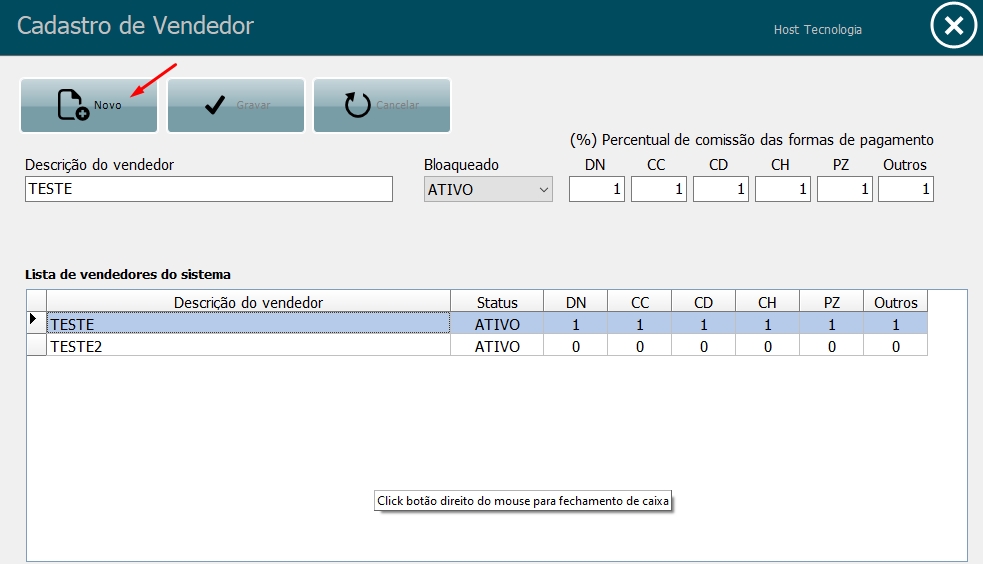 Cadastro de Vendedor
Host Tecnologia
Novo
Gravar
Cancelar
(%) Percentual de comissão das formas de pagamento
Descrição do vendedor
Bloaqueado
DN CC CD CH PZ Outros
TESTE
ATIVO
1 1 1 1 1 1
Lista de vendedores do sistema
Descrição do vendedor Status DN CC CD CH PZ Outros
TESTE ATIVO 1 1 1 1 1 1
TESTE2 ATIVO 0 0 0 0 0 0
Click botão direito do mouse para fechamento de caixa